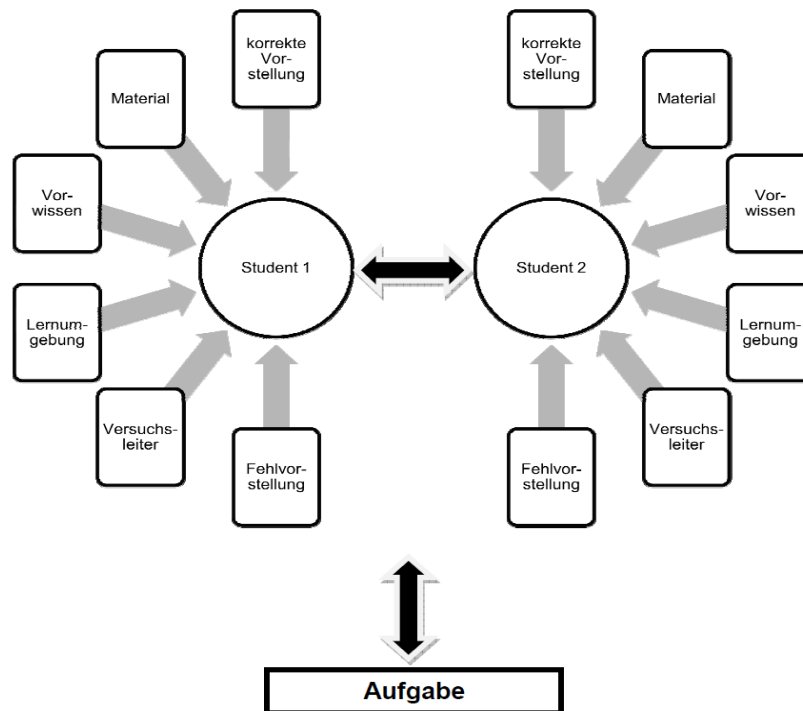 korrekte
Vor-
stellung
Material
Vor-
wissen
Lernum-
gebung
Versuchs-
leiter
Fehlvor-
stellung
Student 1
korrekte
Vor-
stellung
Material
Vor-
wissen
Lernum-
gebung
Versuchs-
leiter
Fehlvor-
stellung
Student 2
Aufgabe